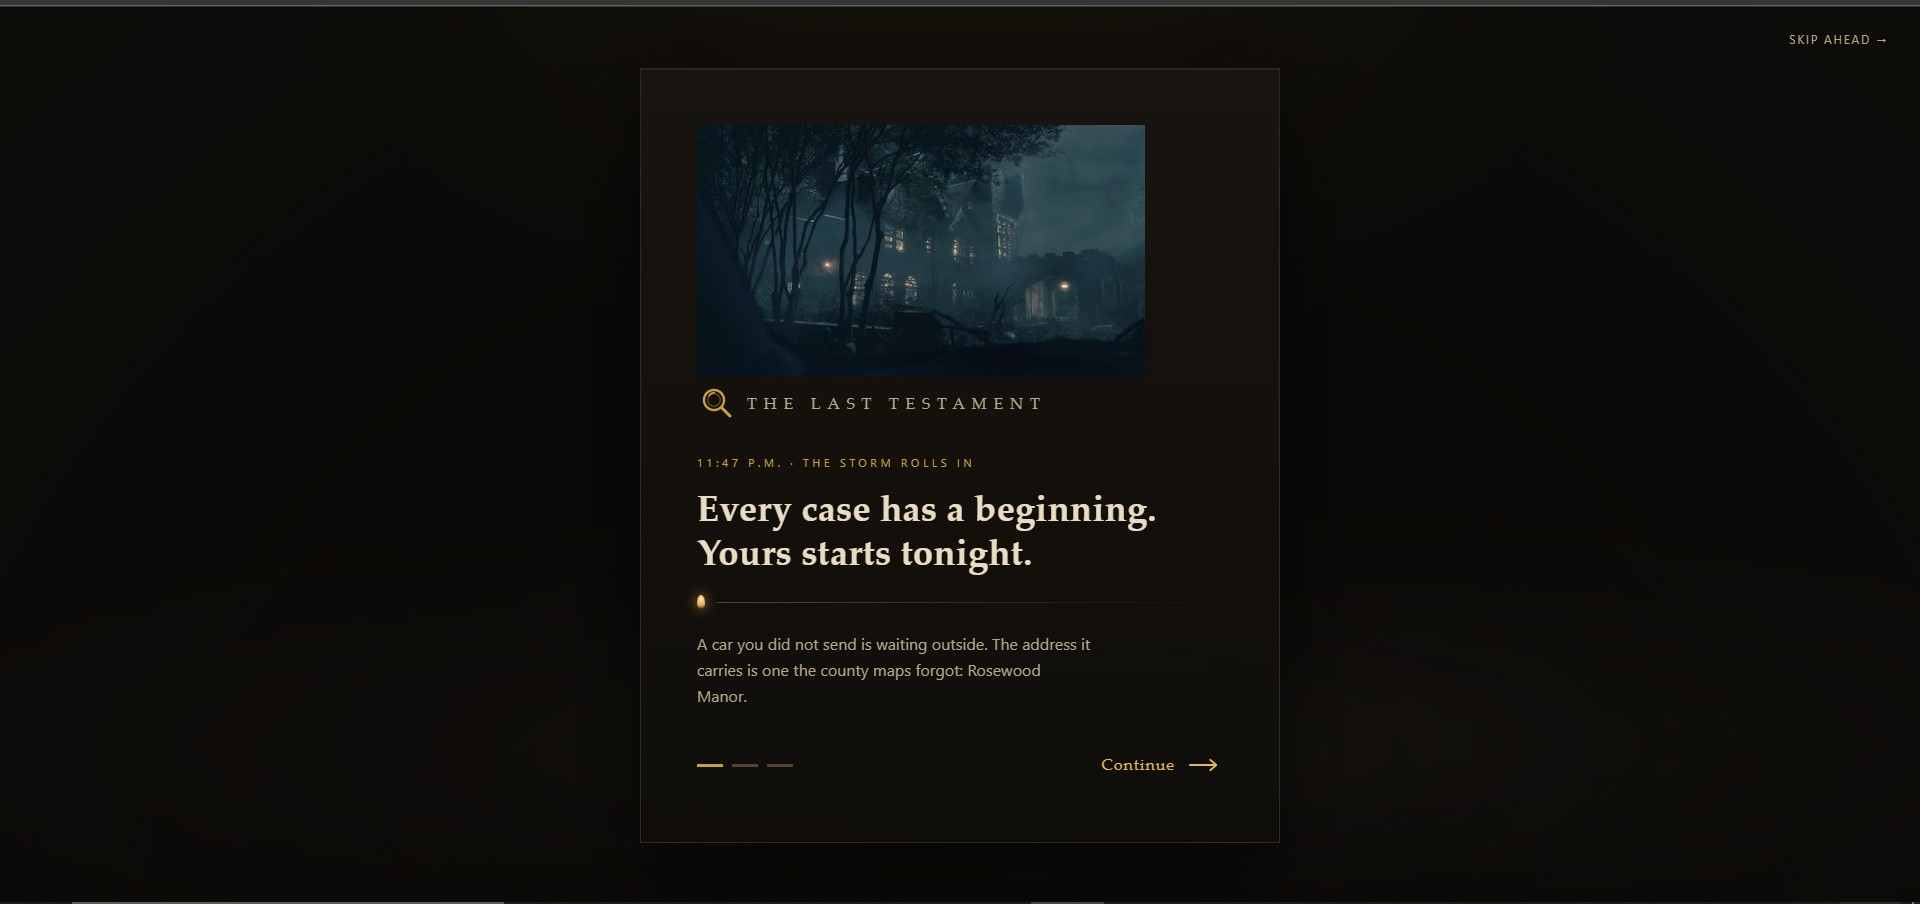 SKIP AHEAD →
THE LAST TESTAMENT
11:47 P.M. · THE STORM ROLLS IN
Every case has a beginning.
Yours starts tonight.
A car you did not send is waiting outside. The address it
carries is one the county maps forgot: Rosewood
Manor.
Continue →